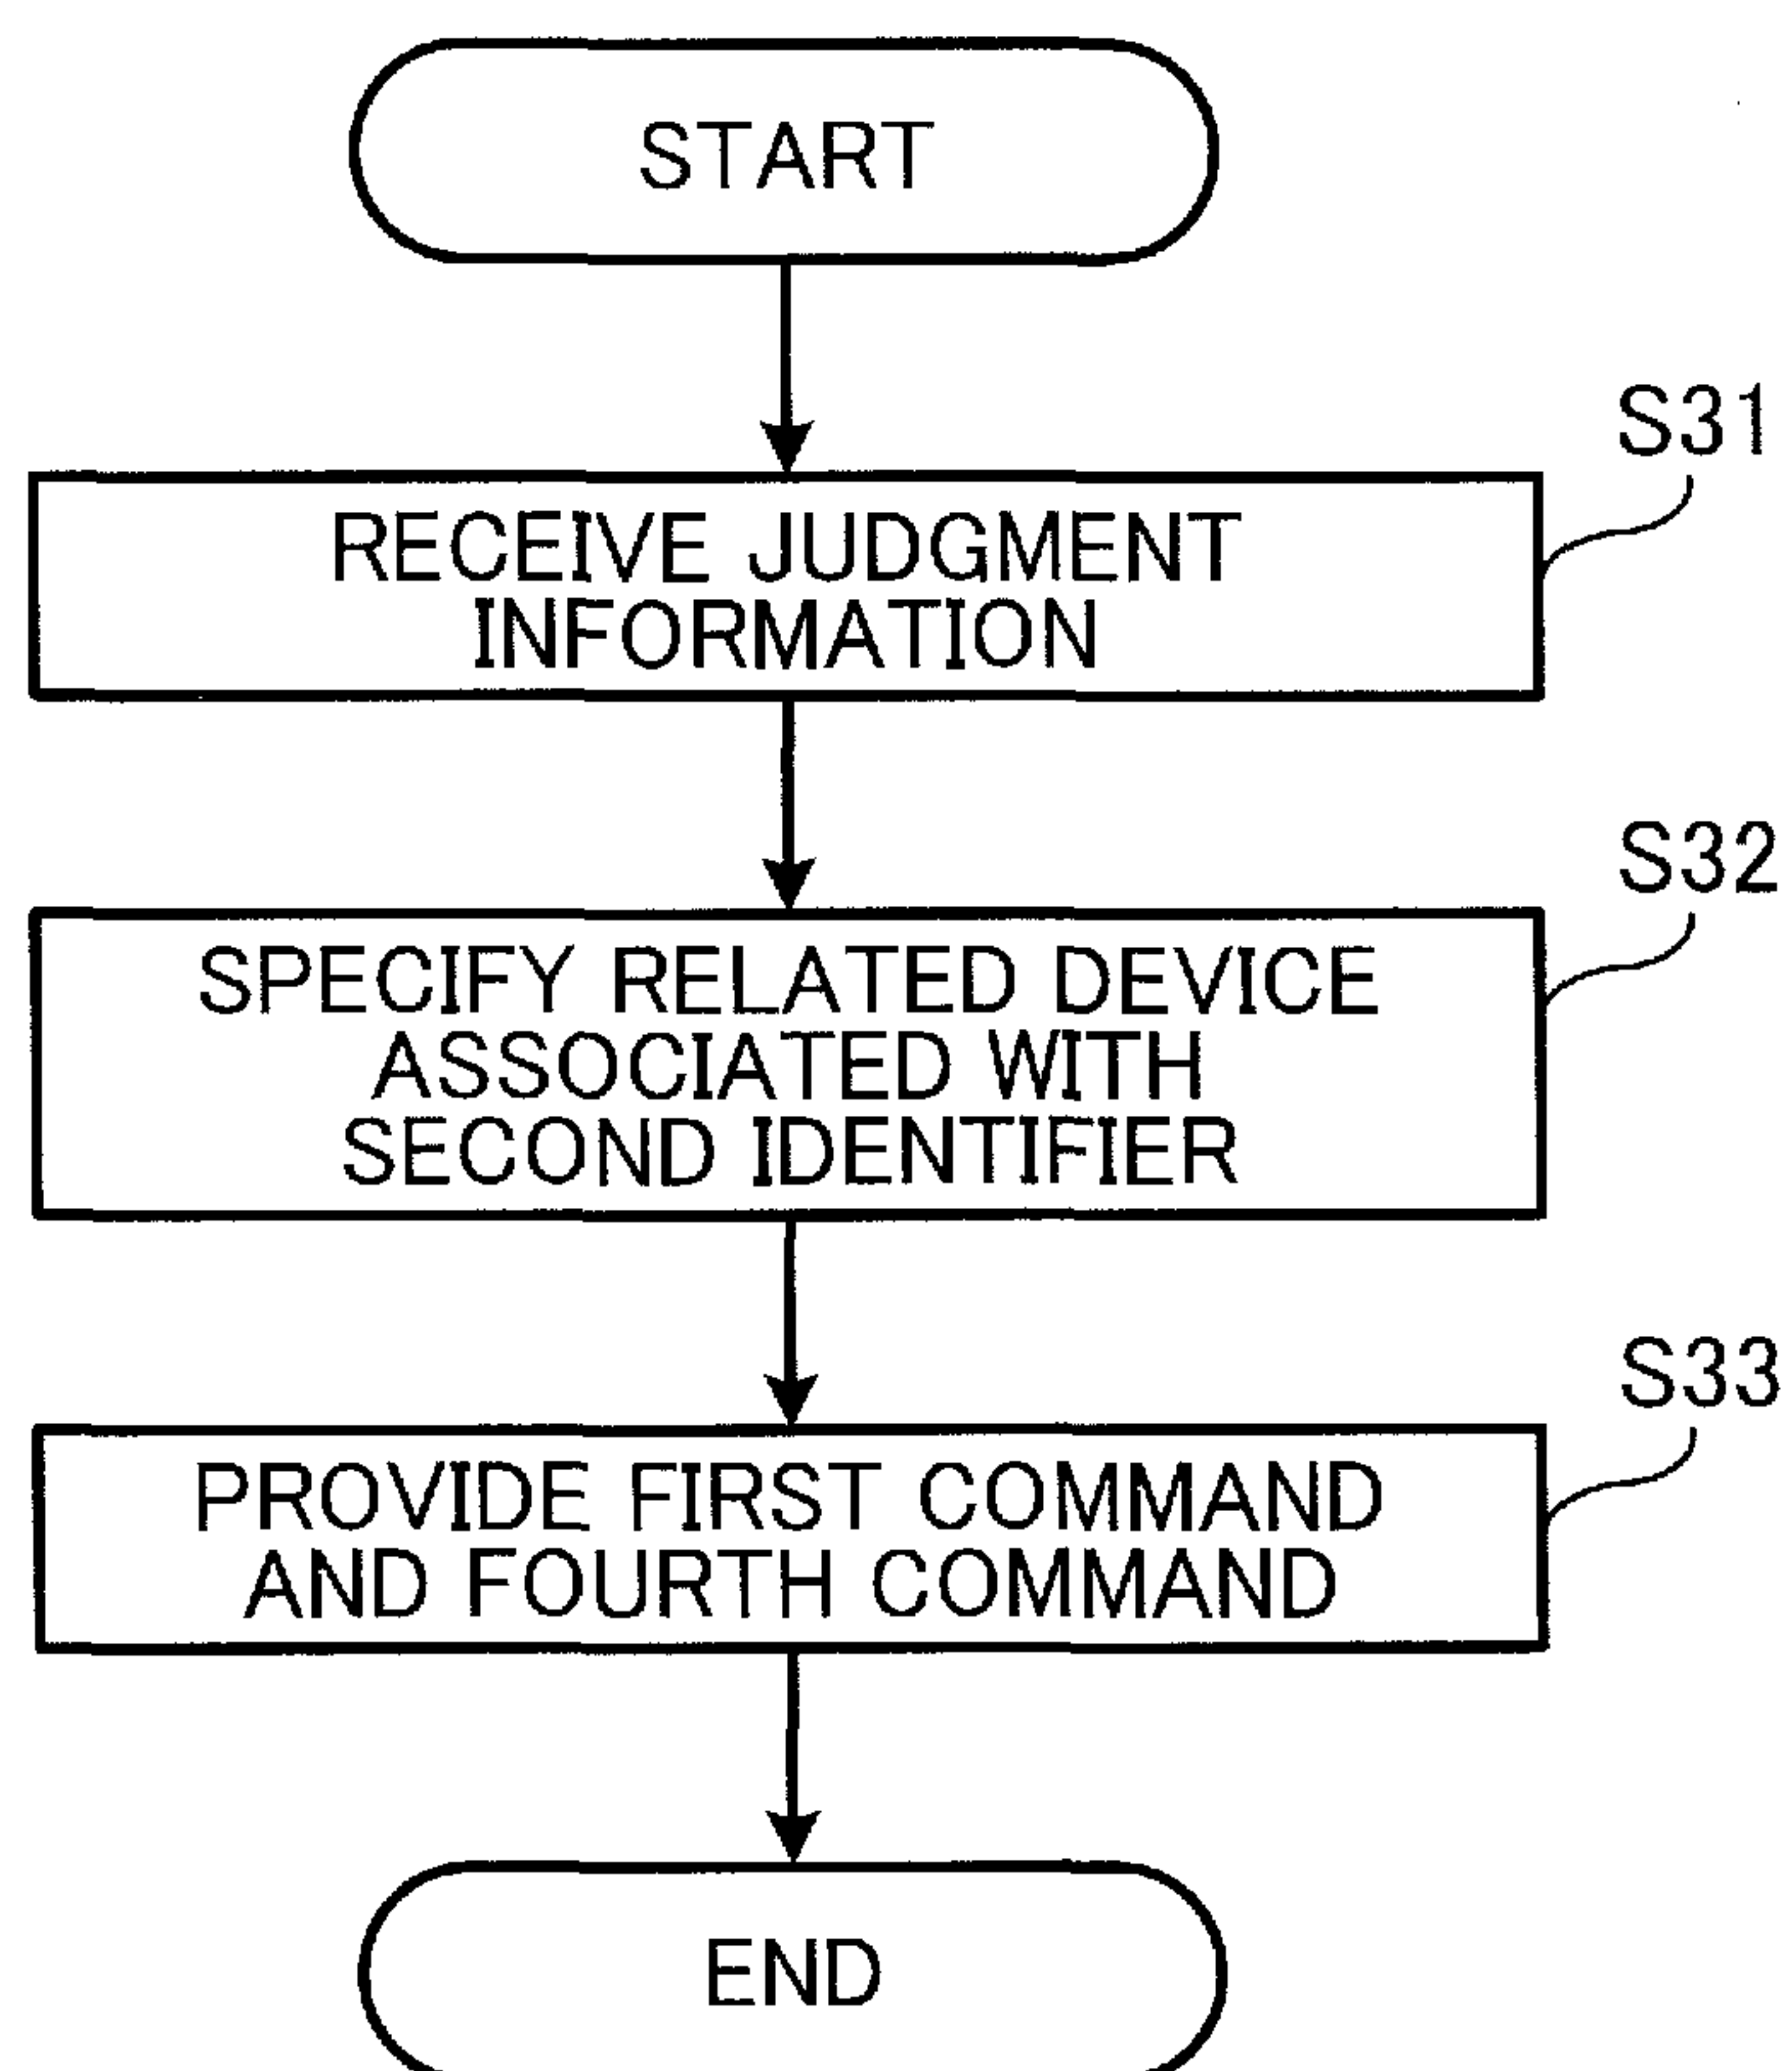 START
S31
RECEIVE JUDGMENT
INFORMATION
S32
SPECIFY RELATED DEVICE
ASSOCIATED WITH
SECOND IDENTIFIER
S33
PROVIDE FIRST COMMAND
AND FOURTH COMMAND
END